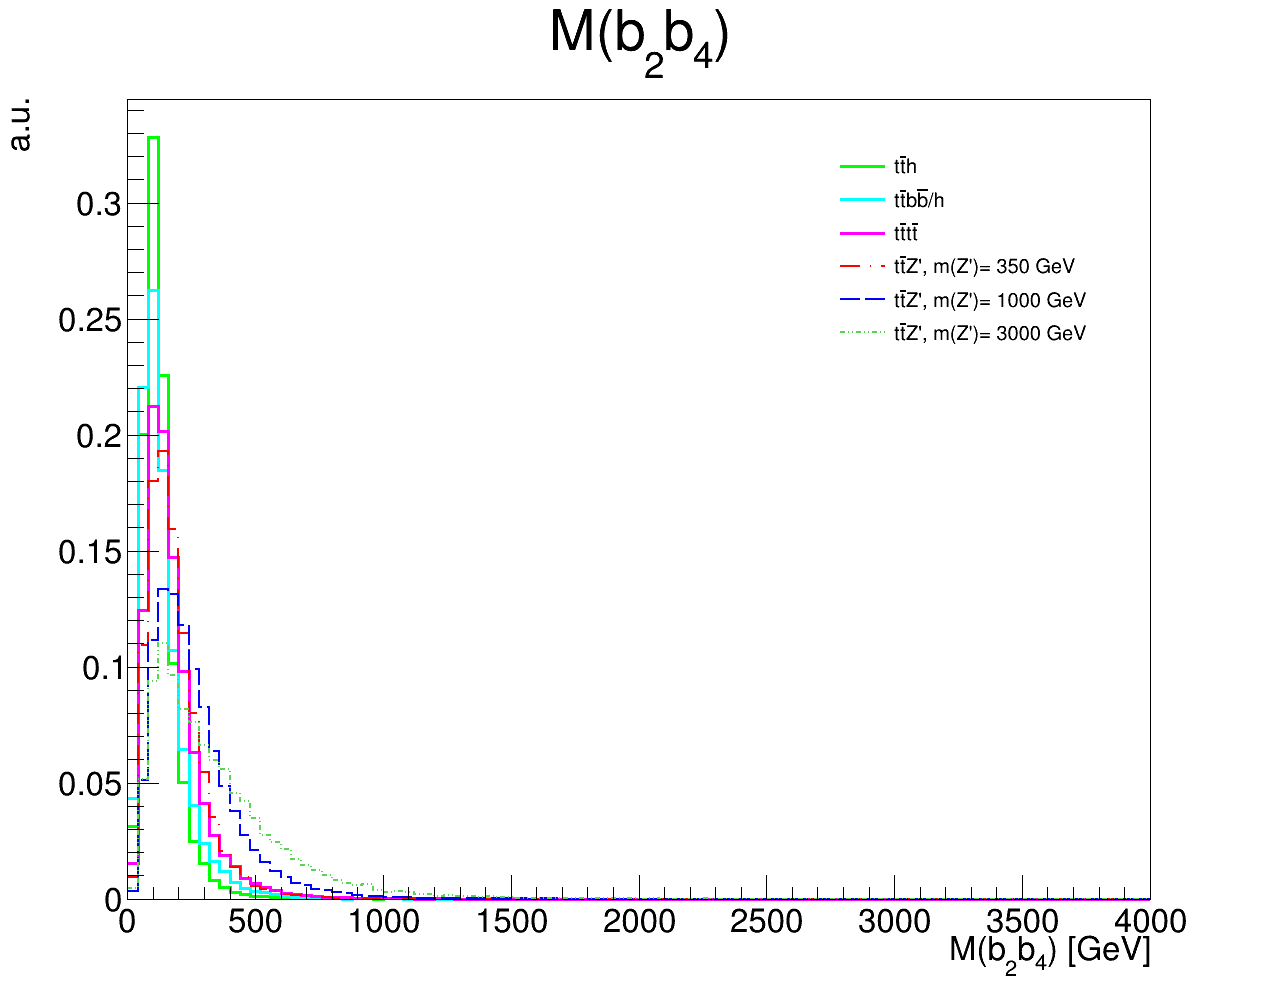 M(b₂b₄)
a.u.
tt̄h
tt̄bb̄/h
tt̄tt̄
tt̄Z', m(Z')= 350 GeV
tt̄Z', m(Z')= 1000 GeV
tt̄Z', m(Z')= 3000 GeV
0.3
0.25
0.2
0.15
0.1
0.05
0
0 500 1000 1500 2000 2500 3000 3500 4000
M(b₂b₄) [GeV]